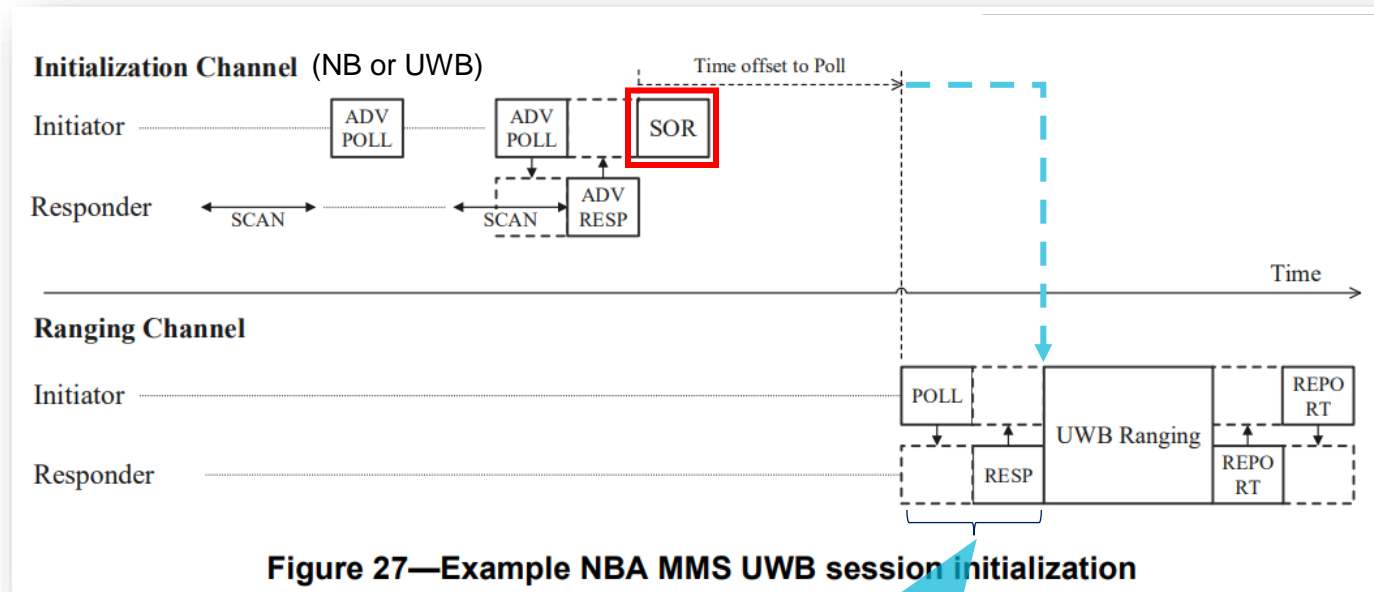 Initialization Channel (NB or UWB)
Time offset to Poll
Initiator
ADV
POLL
ADV
POLL
SOR
Responder
SCAN
SCAN
ADV
RESP
Time
Ranging Channel
Initiator
POLL
UWB Ranging
REPO
RT
Responder
RESP
REPO
RT
Figure 27—Example NBA MMS UWB session initialization